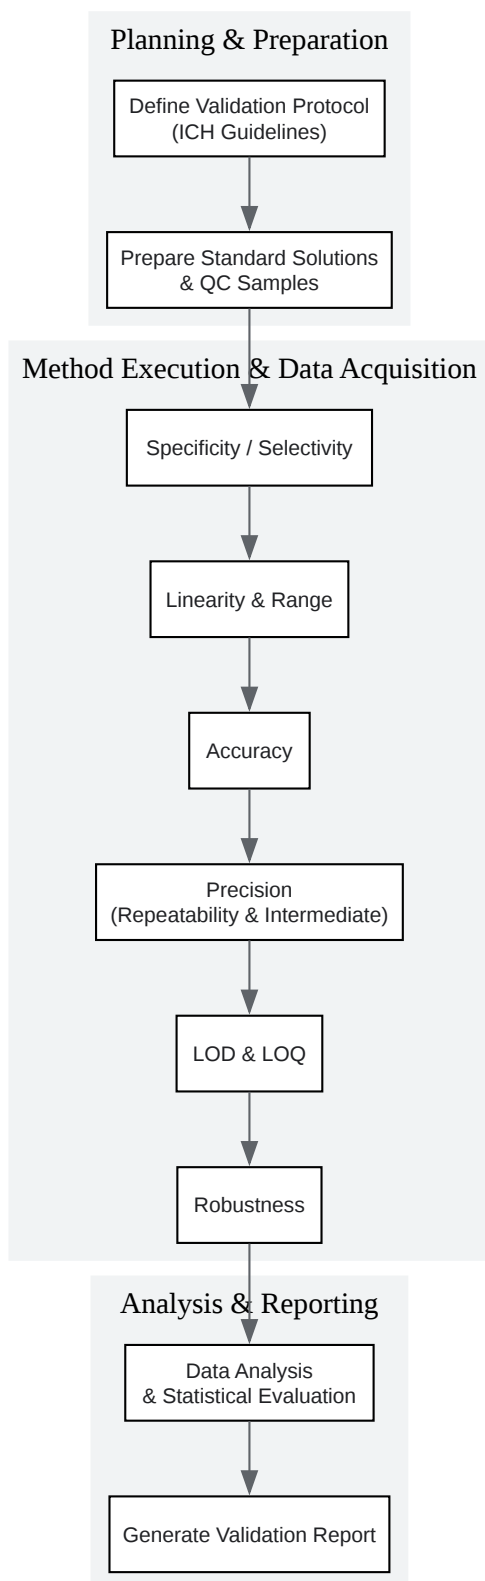 Planning & Preparation
Define Validation Protocol
(ICH Guidelines)
Prepare Standard Solutions
& QC Samples
Method Execution & Data Acquisition
Specificity / Selectivity
Linearity & Range
Accuracy
Precision
(Repeatability & Intermediate)
LOD & LOQ
Robustness
Analysis & Reporting
Data Analysis
& Statistical Evaluation
Generate Validation Report